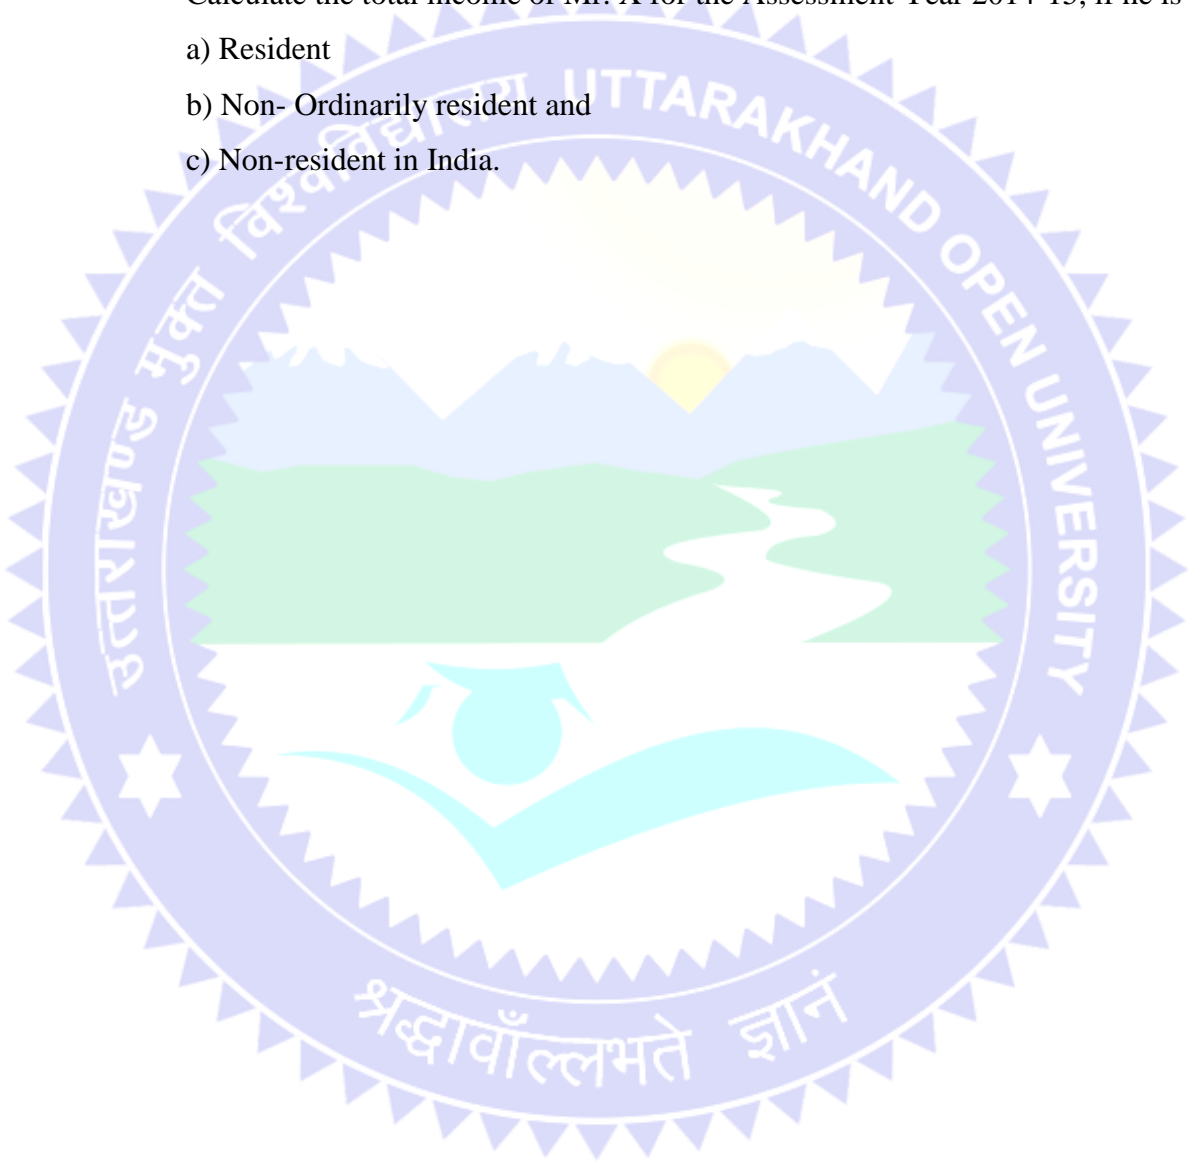 Calculate the total income of Mr. X for the Assessment Year 2014-15, if he is
a) Resident
b) Non- Ordinarily resident and
c) Non-resident in India.
उत्तराखण्ड मुक्त विश्वविद्यालय
UTTARAKHAND OPEN UNIVERSITY
श्रद्धावाँल्लभते ज्ञानं